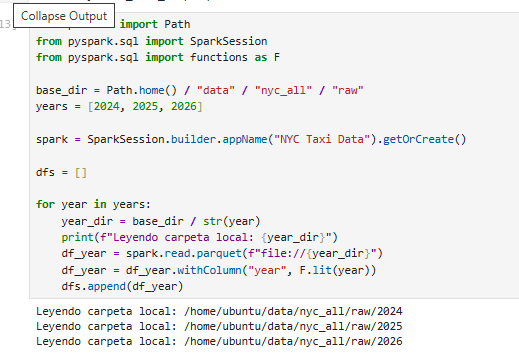 Collapse Output
13]
import Path
from pyspark.sql import SparkSession
from pyspark.sql import functions as F
base_dir = Path.home() / "data" / "nyc_all" / "raw"
years = [2024, 2025, 2026]
spark = SparkSession.builder.appName("NYC Taxi Data").getOrCreate()
dfs = []
for year in years:
    year_dir = base_dir / str(year)
    print(f"Leyendo carpeta local: {year_dir}")
    df_year = spark.read.parquet(f"file://{year_dir}")
    df_year = df_year.withColumn("year", F.lit(year))
    dfs.append(df_year)
Leyendo carpeta local: /home/ubuntu/data/nyc_all/raw/2024
Leyendo carpeta local: /home/ubuntu/data/nyc_all/raw/2025
Leyendo carpeta local: /home/ubuntu/data/nyc_all/raw/2026